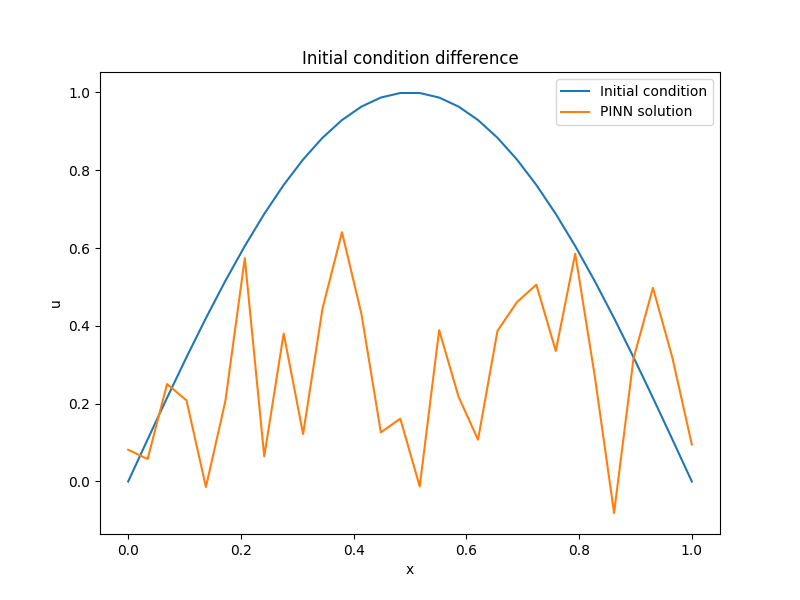 Initial condition difference
Initial condition
PINN solution
1.0
0.8
0.6
0.4
0.2
0.0
u
0.0 0.2 0.4 0.6 0.8 1.0
x